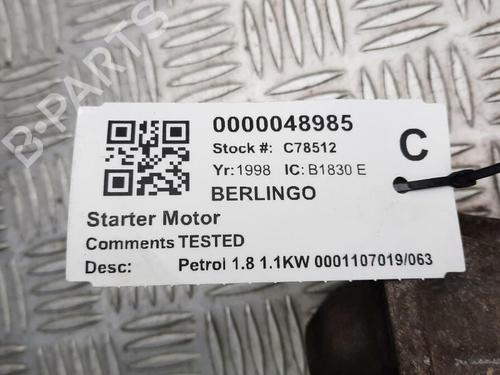 B-PARTS
0000048985
Stock #: C78512
C
Yr:1998 IC: B1830 E
BERLINGO
Starter Motor
Comments TESTED
Desc: Petrol 1.8 1.1KW 0001107019/063